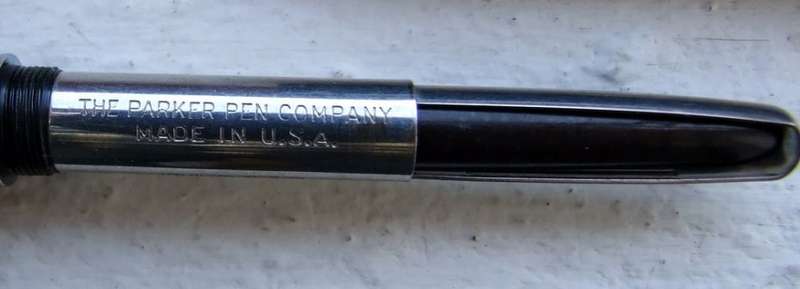 THE PARKER PEN COMPANY
MADE IN U.S.A.